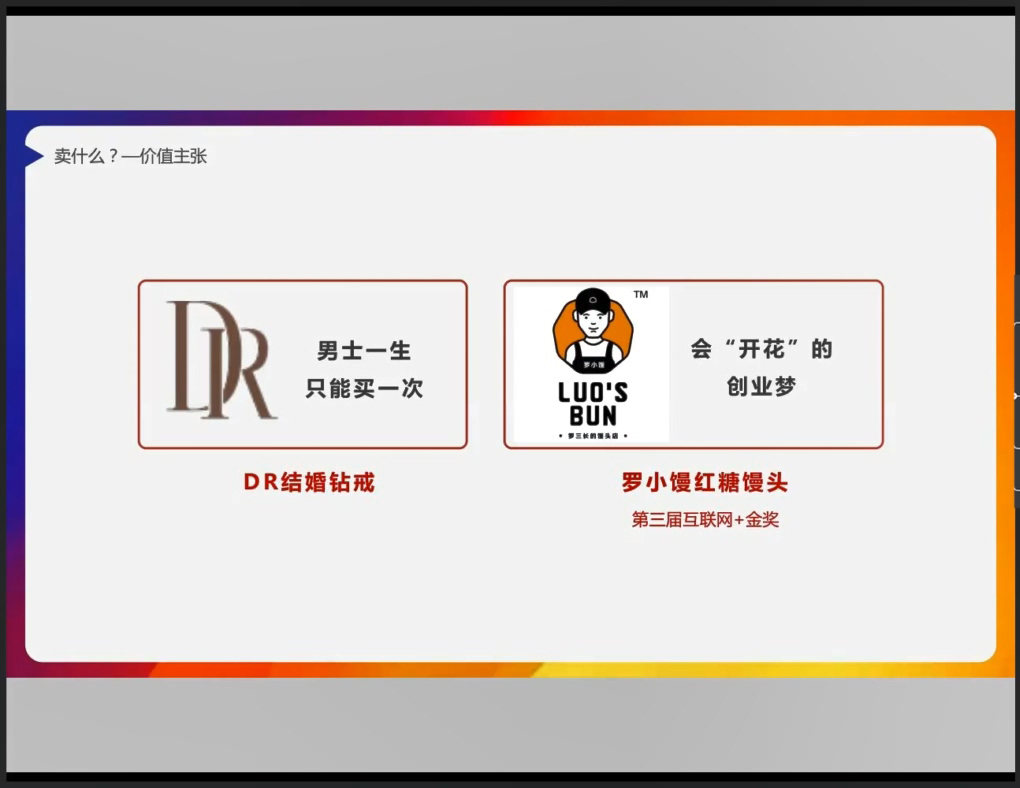 卖什么？—价值主张
DR
男士一生
只能买一次
DR结婚钻戒
TM
罗小馒
LUO'S
BUN
• 罗三长的馒头店 •
会“开花”的
创业梦
罗小馒红糖馒头
第三届互联网+金奖